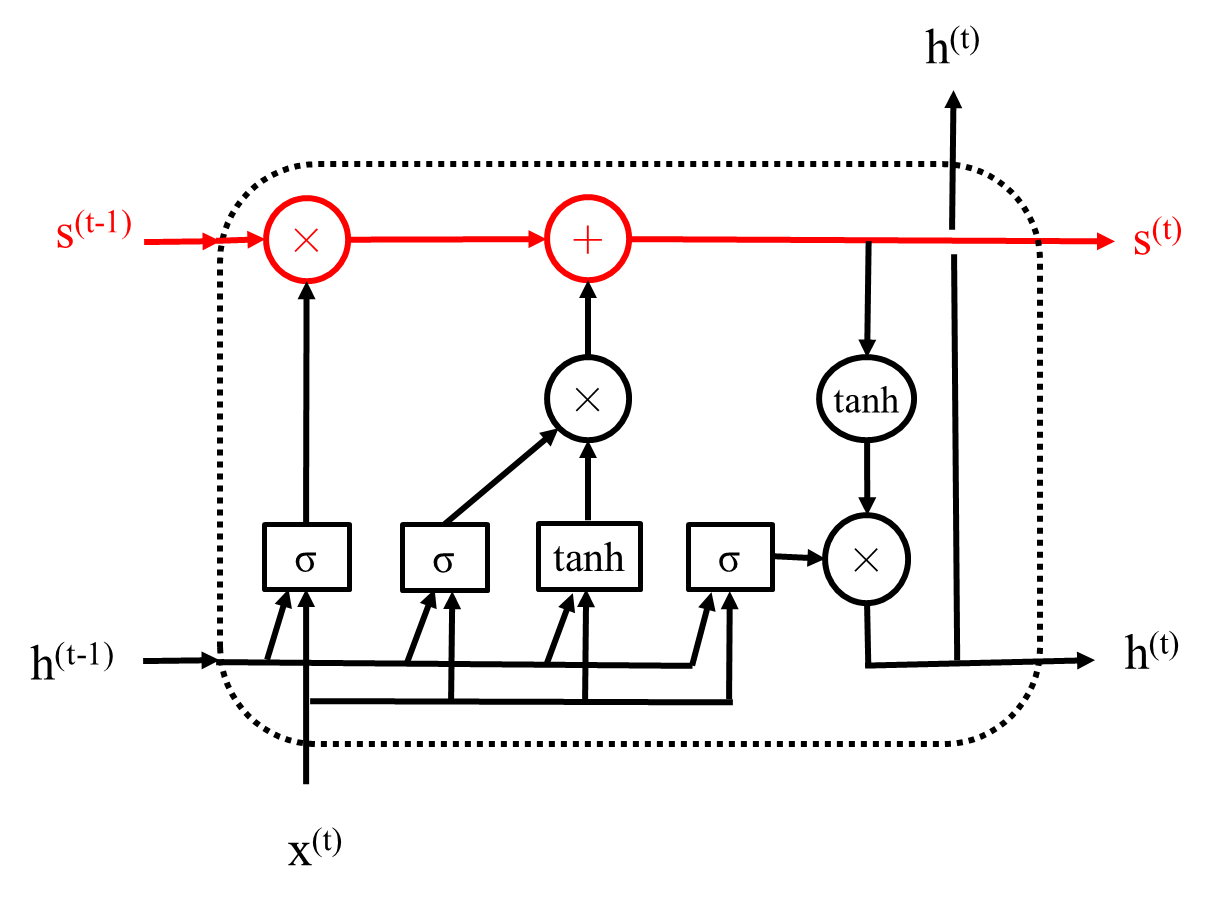 h(t)
s(t-1)
×
+
s(t)
×
tanh
σ
σ
tanh
σ
×
h(t-1)
h(t)
x(t)